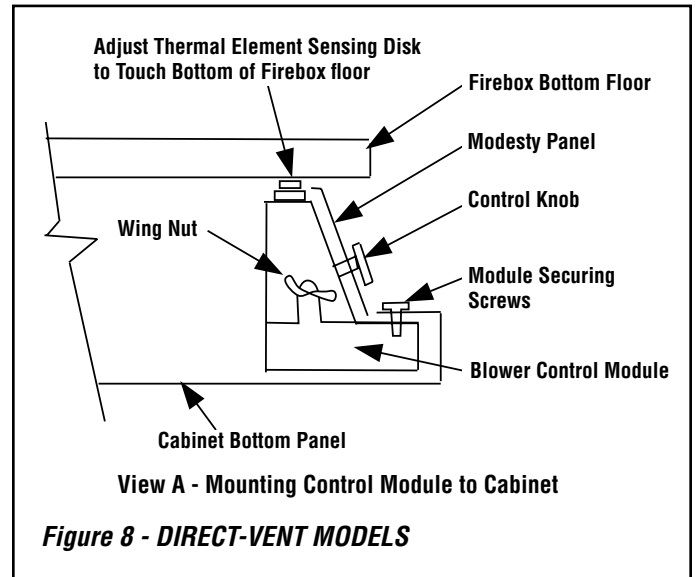 Adjust Thermal Element Sensing Disk
to Touch Bottom of Firebox floor
Firebox Bottom Floor
Modesty Panel
Control Knob
Wing Nut
Module Securing
Screws
Blower Control Module
Cabinet Bottom Panel
View A - Mounting Control Module to Cabinet
Figure 8 - DIRECT-VENT MODELS